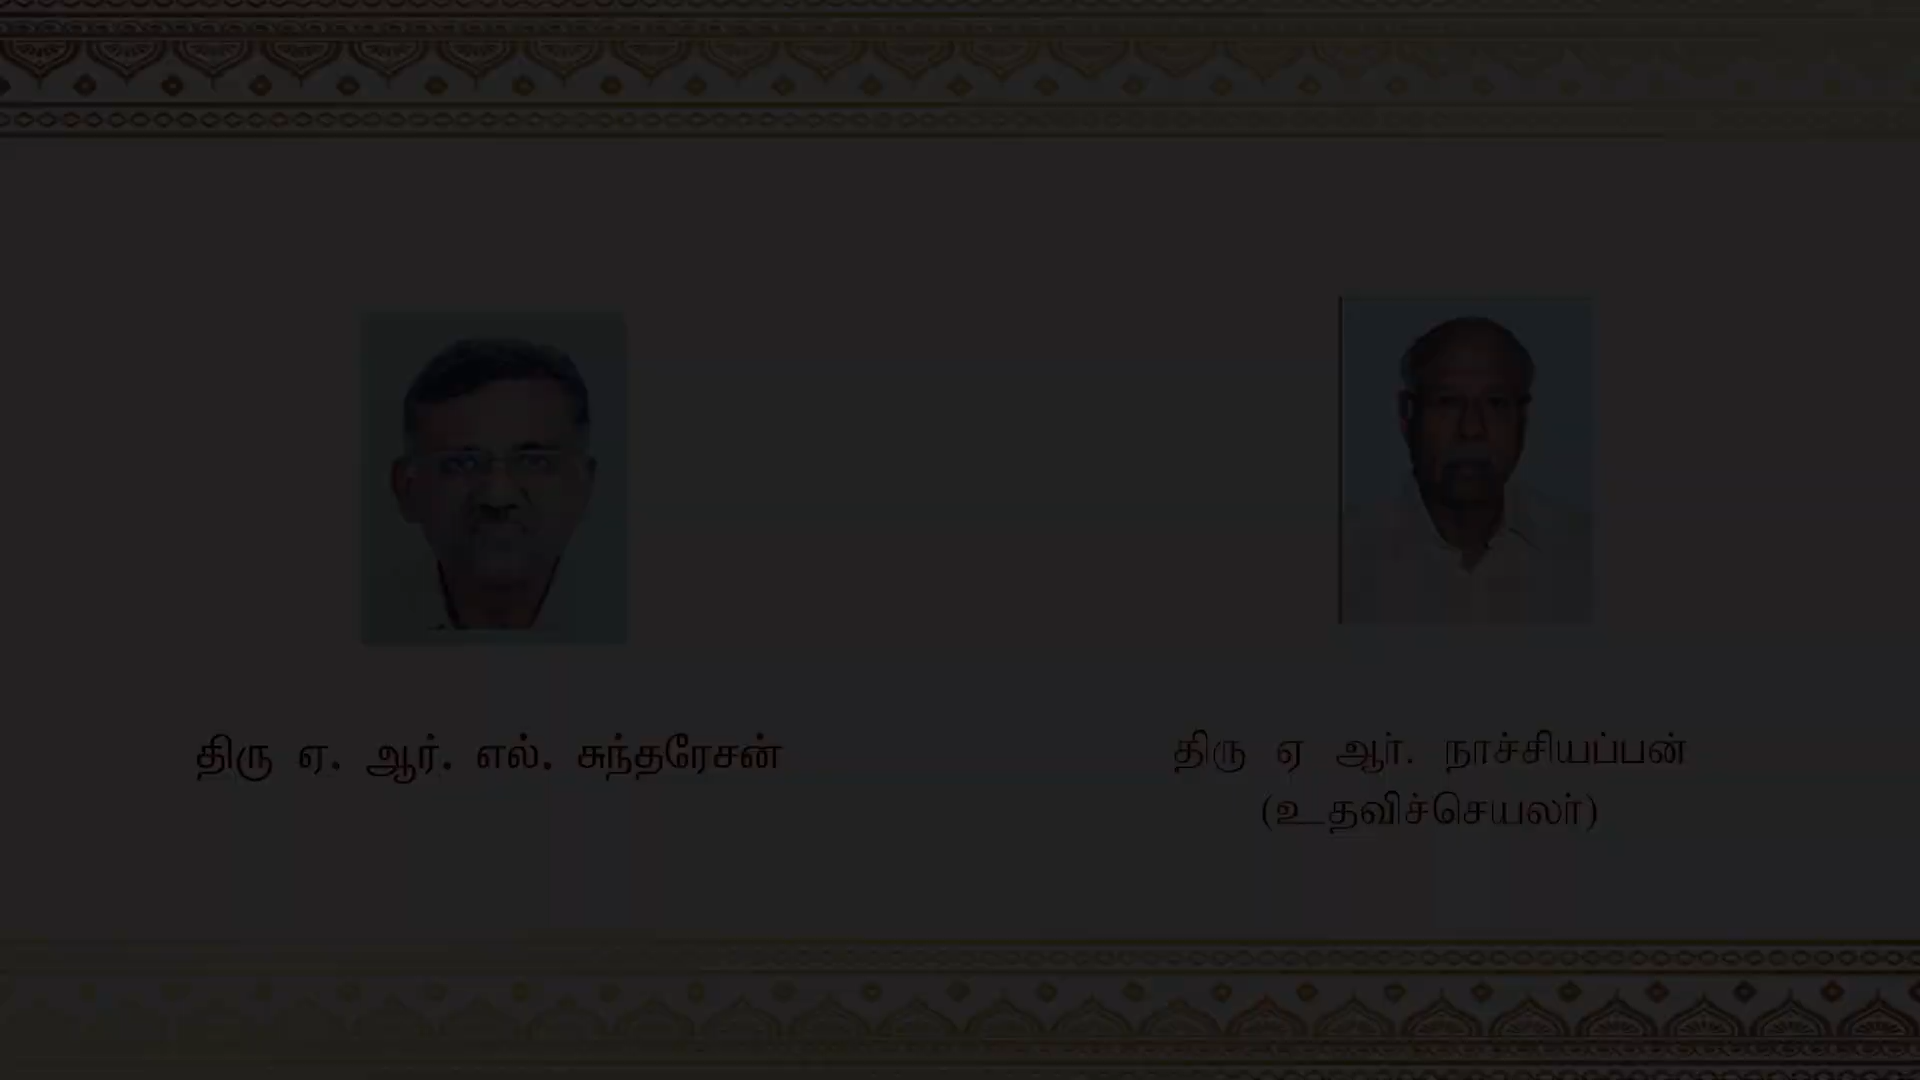 திரு ஏ. ஆர். எல். சுந்தரேசன்
திரு ஏ ஆர். நாச்சியப்பன்
(உதவிச்செயலர்)